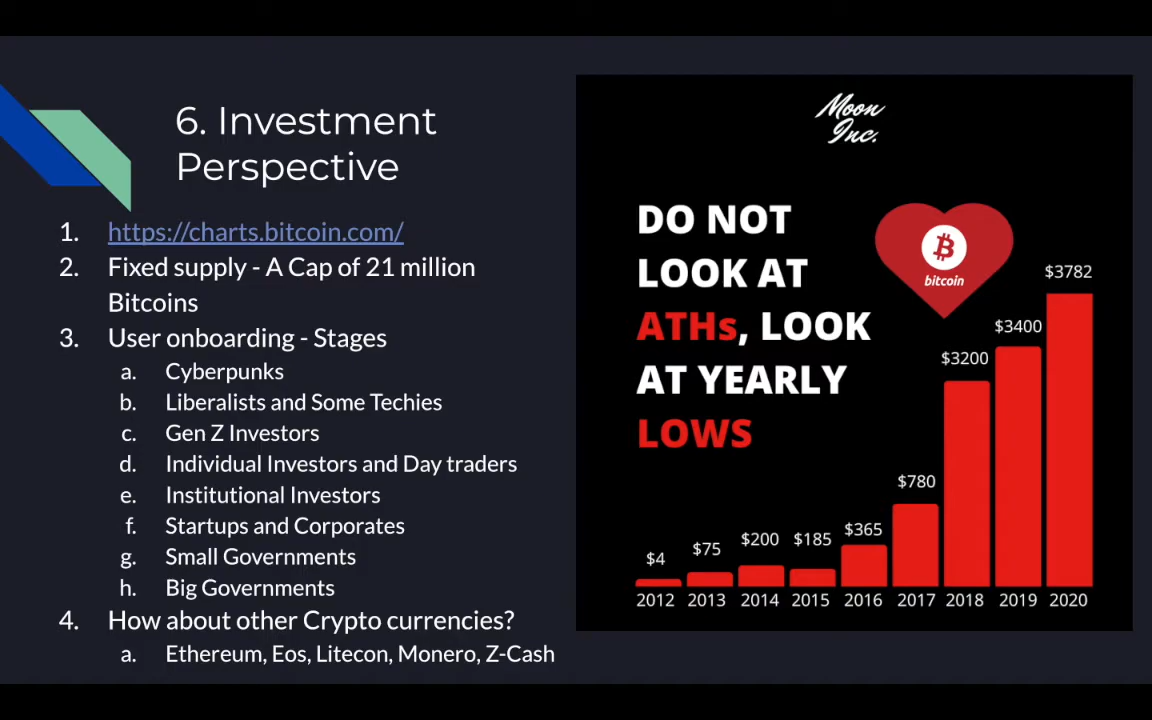 6. Investment
Perspective
1. https://charts.bitcoin.com/
2. Fixed supply - A Cap of 21 million
Bitcoins
3. User onboarding - Stages
a. Cyberpunks
b. Liberalists and Some Techies
c. Gen Z Investors
d. Individual Investors and Day traders
e. Institutional Investors
f. Startups and Corporates
g. Small Governments
h. Big Governments
4. How about other Crypto currencies?
a. Ethereum, Eos, Litecon, Monero, Z-Cash
Moon
Inc.
DO NOT
LOOK AT
ATHs, LOOK
AT YEARLY
LOWS
bitcoin
$4 $75 $200 $185 $365 $780 $3200 $3400 $3782
2012 2013 2014 2015 2016 2017 2018 2019 2020